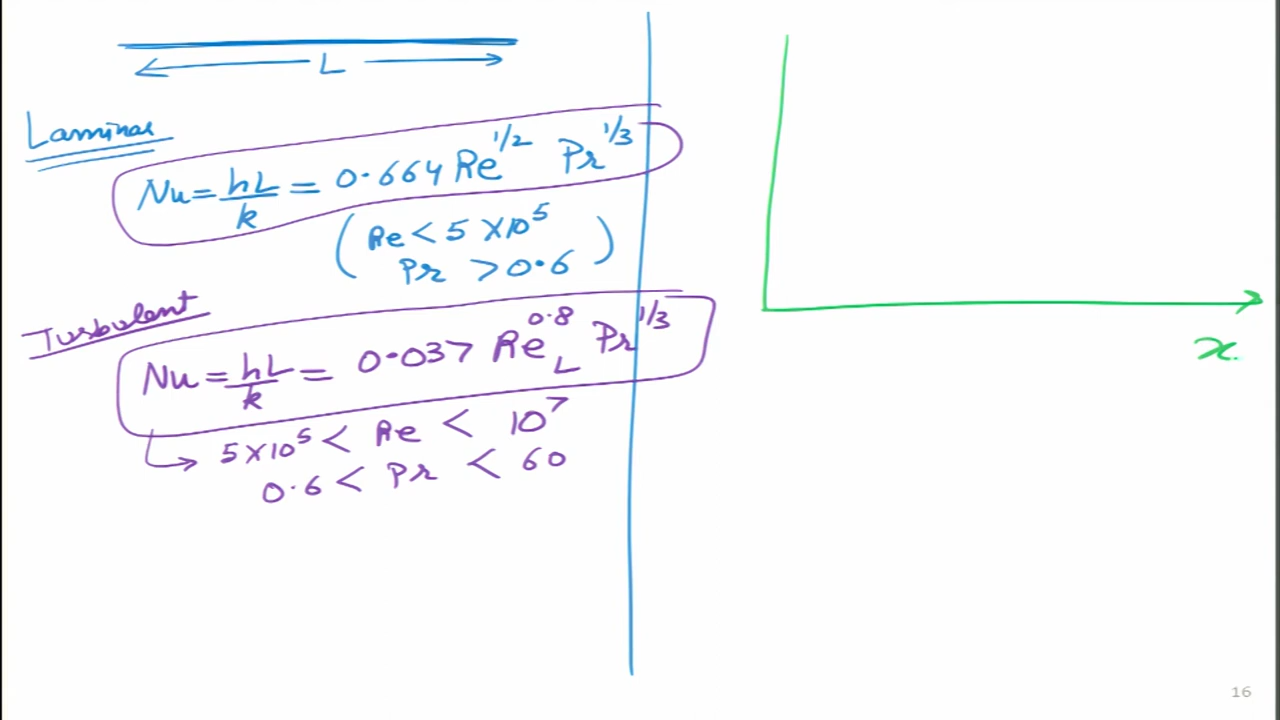 L
Laminar
Nu = hL/k = 0.664 Re^1/2 Pr^1/3
(Re < 5 × 10^5
Pr > 0.6)
Turbulent
Nu = hL/k = 0.037 Re_L^0.8 Pr^1/3
5×10^5 < Re < 10^7
0.6 < Pr < 60
x
16